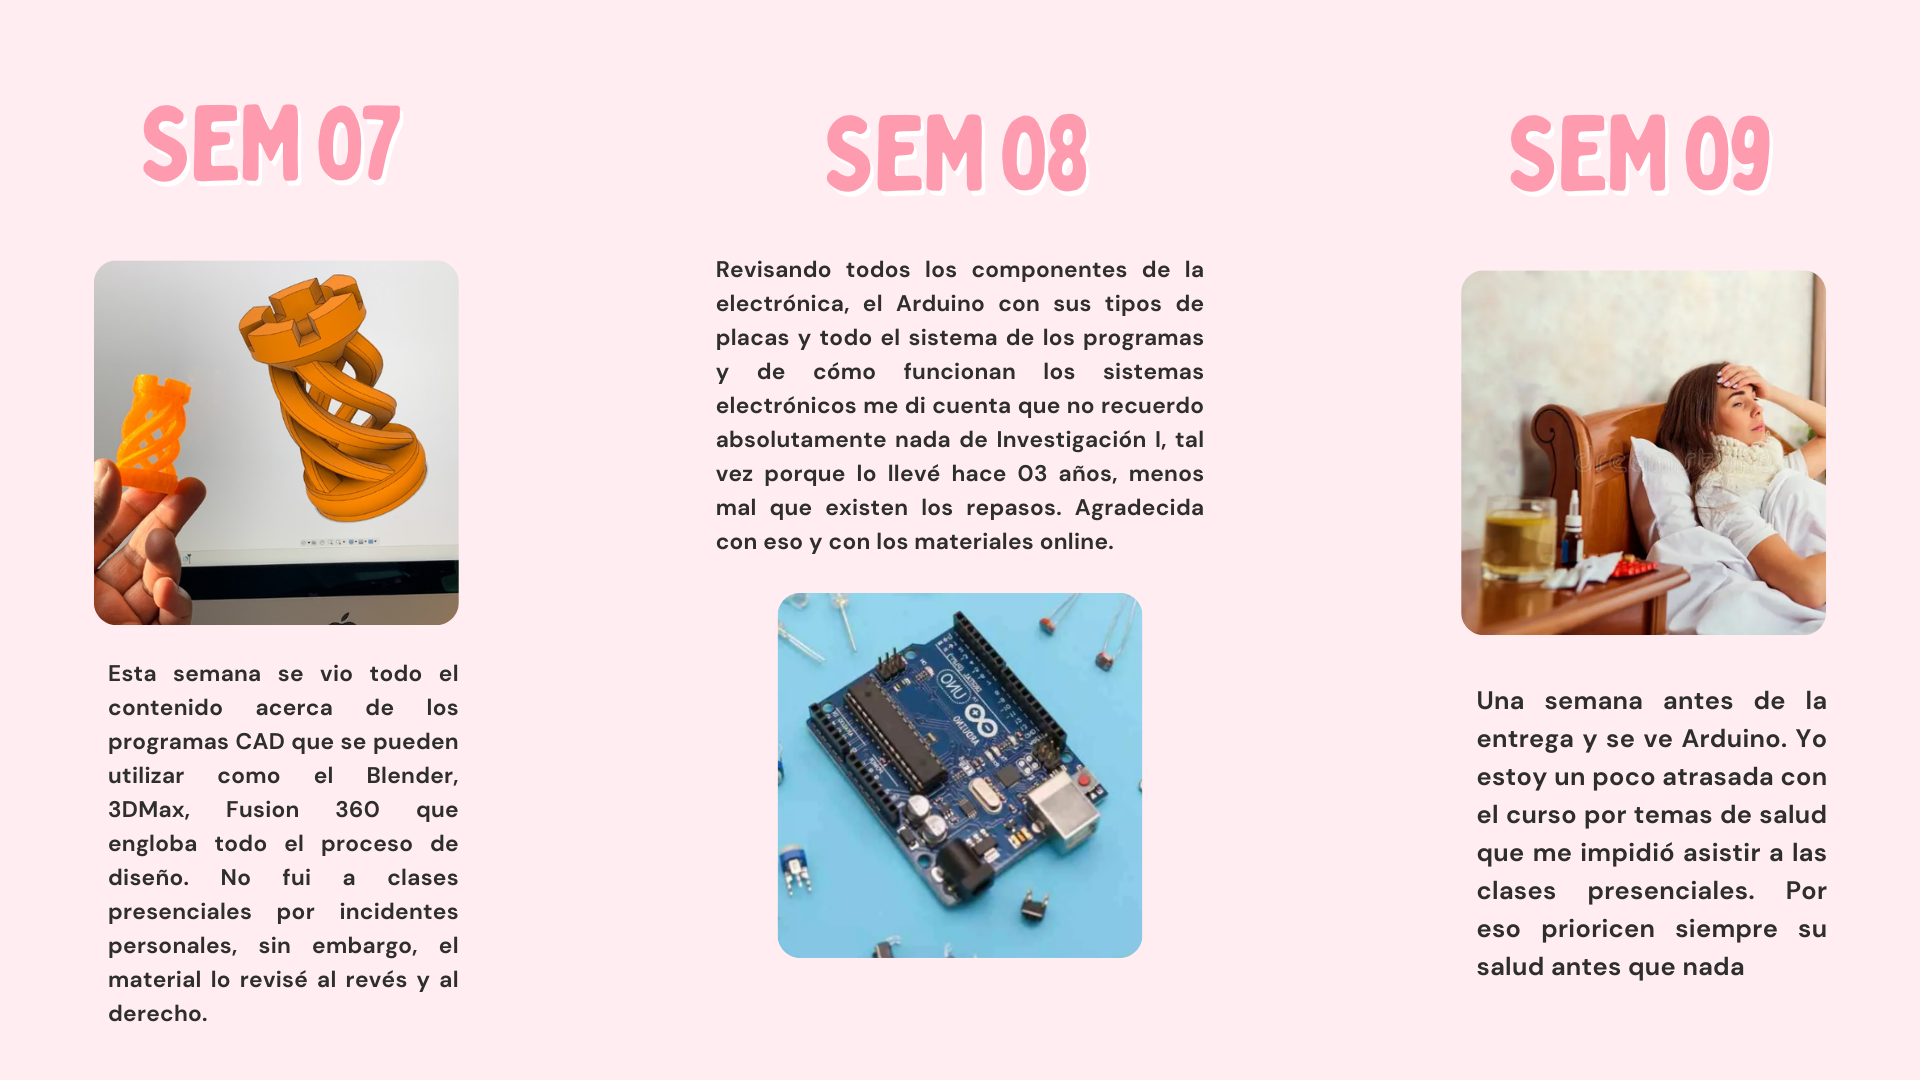 SEM 07
Esta semana se vio todo el
contenido acerca de los
programas CAD que se pueden
utilizar como el Blender,
3DMax, Fusion 360 que
engloba todo el proceso de
diseño. No fui a clases
presenciales por incidentes
personales, sin embargo, el
material lo revisé al revés y al
derecho.
SEM 08
Revisando todos los componentes de la
electrónica, el Arduino con sus tipos de
placas y todo el sistema de los programas
y de cómo funcionan los sistemas
electrónicos me di cuenta que no recuerdo
absolutamente nada de Investigación I, tal
vez porque lo llevé hace 03 años, menos
mal que existen los repasos. Agradecida
con eso y con los materiales online.
UNO
ARDUINO
SEM 09
dreamstime
Una semana antes de la
entrega y se ve Arduino. Yo
estoy un poco atrasada con
el curso por temas de salud
que me impidió asistir a las
clases presenciales. Por
eso prioricen siempre su
salud antes que nada